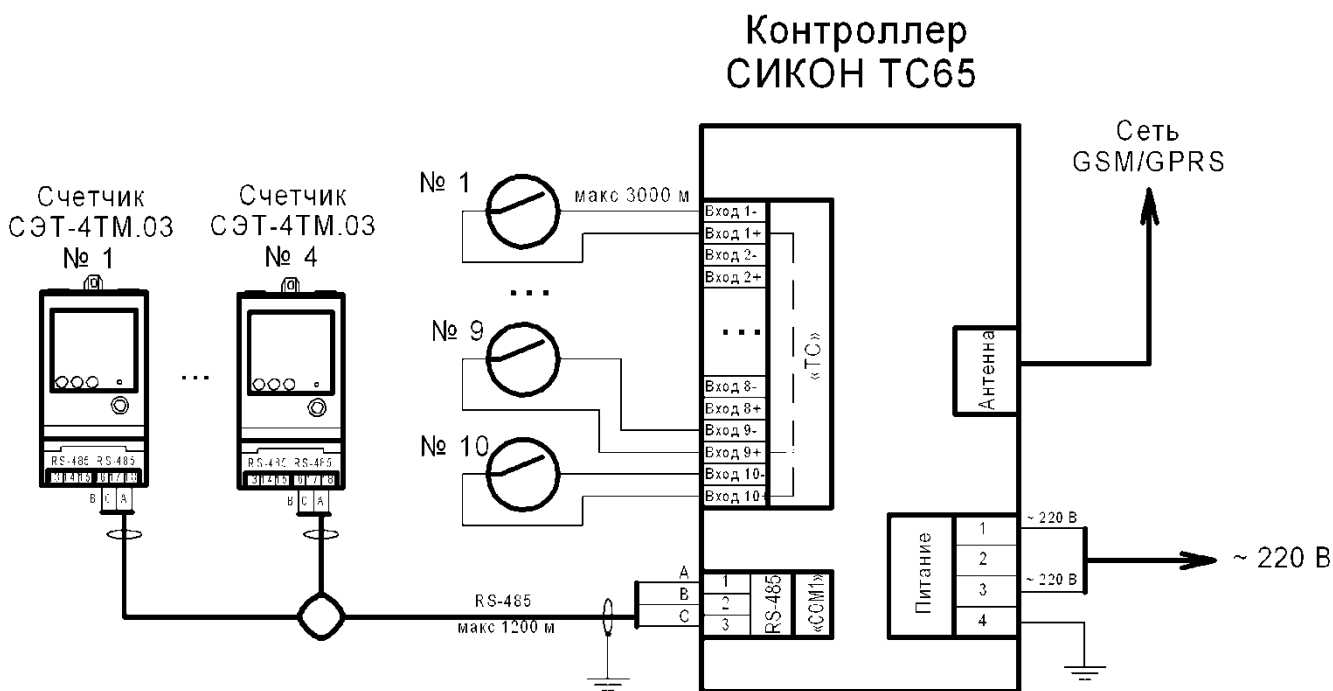 Контроллер
СИКОН ТС65
Сеть
GSM/GPRS
Счетчик
СЭТ-4ТМ.03
№ 1
Счетчик
СЭТ-4ТМ.03
№ 4
...
RS-485 RS-485
RS-485 RS-485
В С А
В С А
№ 1
макс 3000 м
...
№ 9
№ 10
Вход 1-
Вход 1+
Вход 2-
Вход 2+
...
Вход 8-
Вход 8+
Вход 9-
Вход 9+
Вход 10-
Вход 10+
«ТС»
Антенна
Питание
1
2
3
4
~ 220 В
~ 220 В
~ 220 В
RS-485
макс 1200 м
А
В
С
1
2
3
RS-485
«COM1»